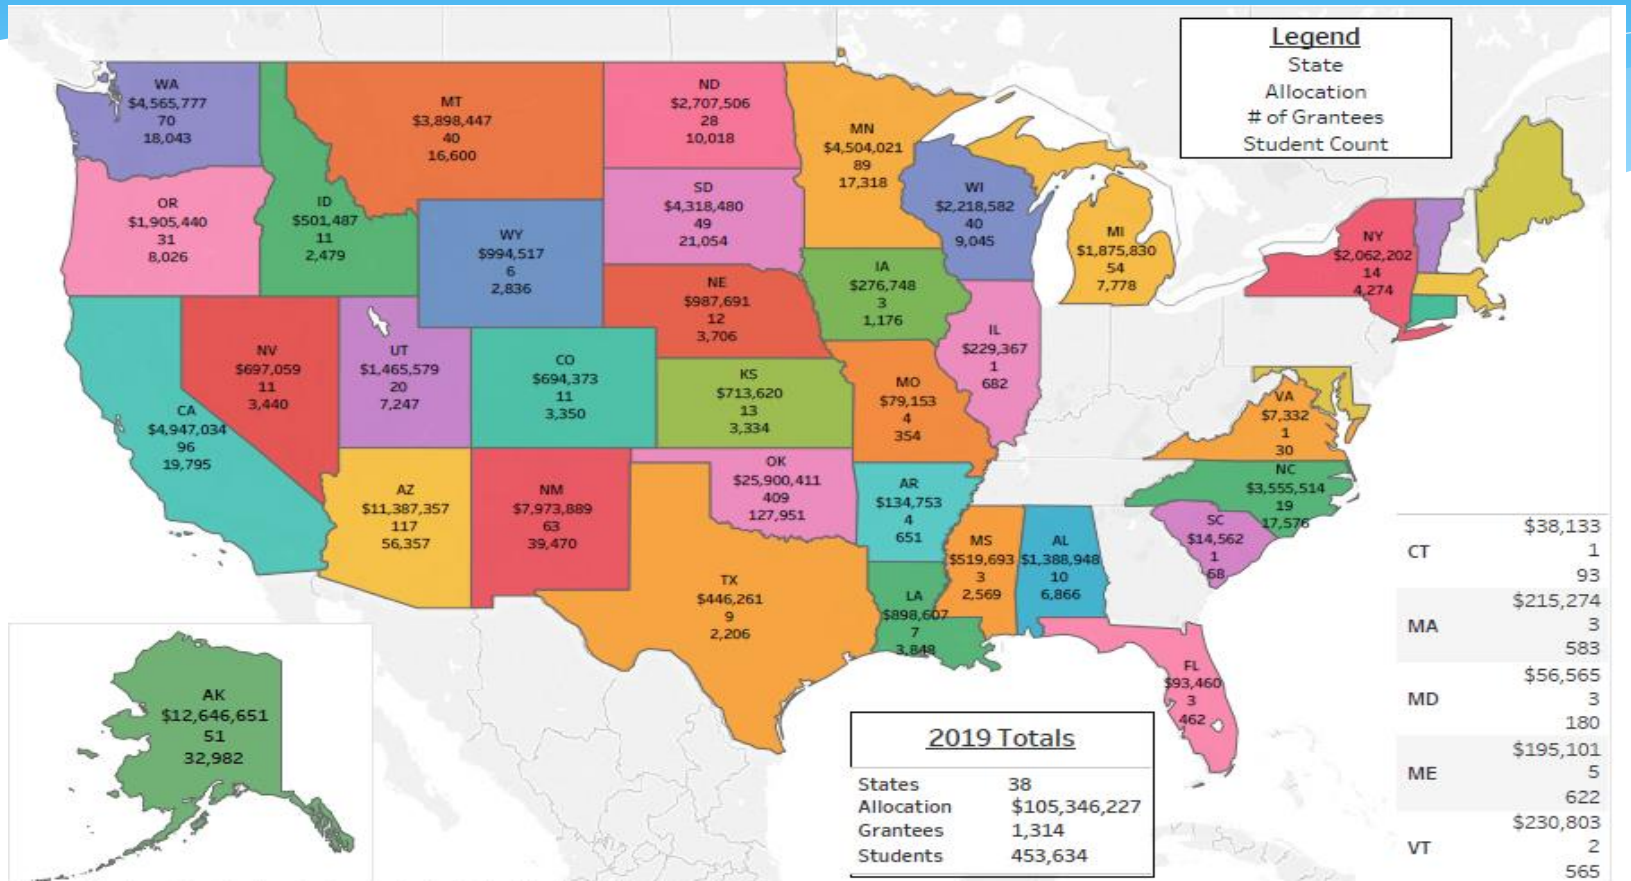 Legend
State
Allocation
# of Grantees
Student Count
WA
$4,565,777
70
18,043
MT
$3,898,447
40
16,600
ND
$2,707,506
28
10,018
MN
$4,504,021
89
17,318
OR
$1,905,440
31
8,026
ID
$501,487
11
2,479
WY
$994,517
6
2,836
SD
$4,318,480
49
21,054
WI
$2,218,582
40
9,045
MI
$1,875,830
54
7,778
NY
$2,062,202
14
4,274
NE
$987,691
12
3,706
IA
$276,748
3
1,176
IL
$229,367
1
682
NV
$697,059
11
3,440
UT
$1,465,579
20
7,247
CO
$694,373
11
3,350
KS
$713,620
13
3,334
MO
$79,153
4
354
VA
$7,332
1
30
CA
$4,947,034
96
19,795
AZ
$11,387,357
117
56,357
NM
$7,973,889
63
39,470
OK
$25,900,411
409
127,951
AR
$134,753
4
651
NC
$3,555,514
19
17,576
SC
$14,562
1
68
MS
$519,693
3
2,569
AL
$1,388,948
10
6,866
TX
$446,261
9
2,206
LA
$898,607
7
3,848
FL
$93,460
3
462
AK
$12,646,651
51
32,982
2019 Totals
States 38
Allocation $105,346,227
Grantees 1,314
Students 453,634
$38,133
CT 1
93
$215,274
MA 3
583
$56,565
MD 3
180
$195,101
ME 5
622
$230,803
VT 2
565